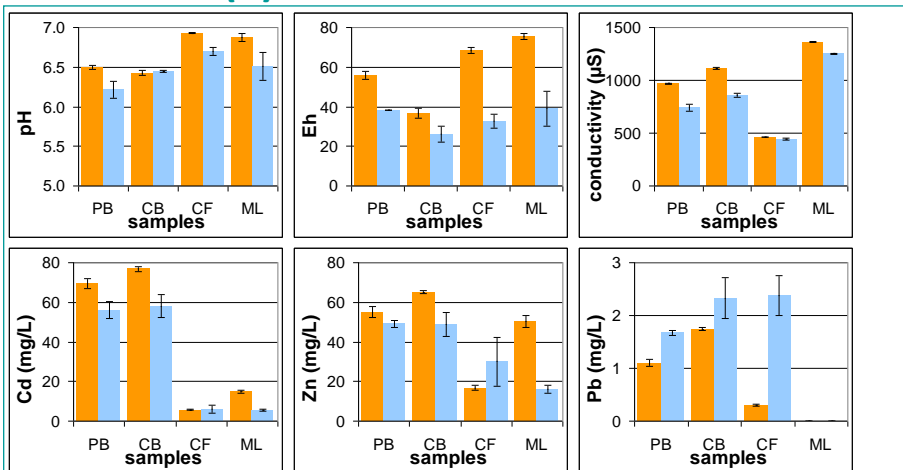 7.0
6.5
6.0
5.5
5.0
pH
PB CB CF ML
samples
80
60
40
20
0
Eh
PB CB CF ML
samples
1500
1000
500
0
conductivity (µS)
PB CB CF ML
samples
80
60
40
20
0
Cd (mg/L)
PB CB CF ML
samples
80
60
40
20
0
Zn (mg/L)
PB CB CF ML
samples
3
2
1
0
Pb (mg/L)
PB CB CF ML
samples